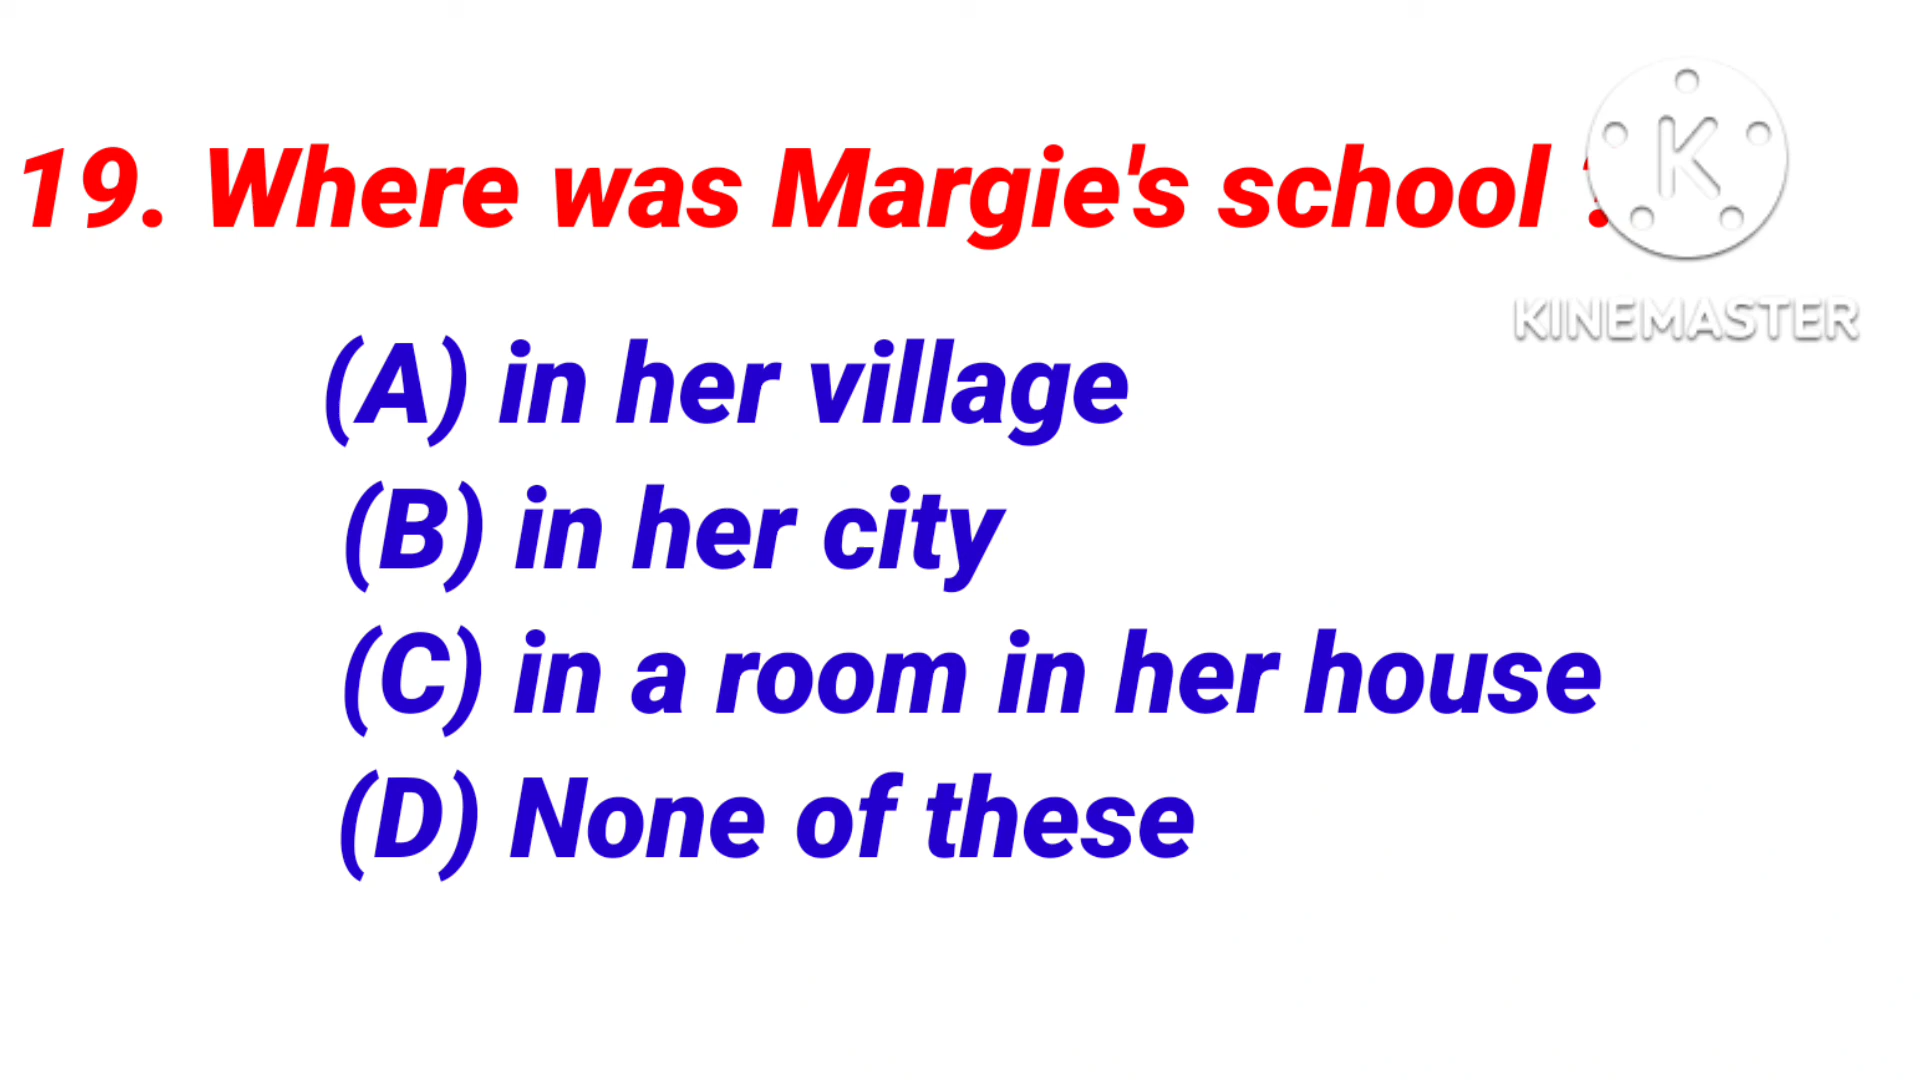 19. Where was Margie's school ?
K
KINEMASTER
(A) in her village
(B) in her city
(C) in a room in her house
(D) None of these